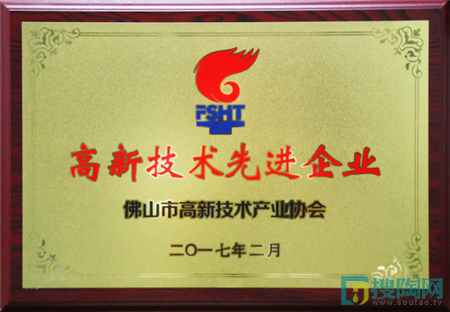 FSHT
高新技术先进企业
佛山市高新技术产业协会
二〇一七年二月
搜陶网
www.soutao.tv